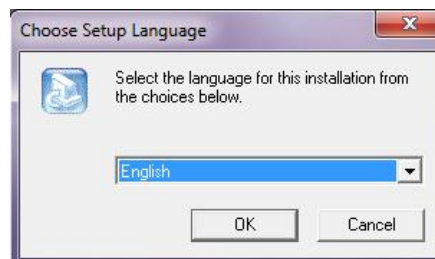 Choose Setup Language
Select the language for this installation from
the choices below.
English
OK
Cancel